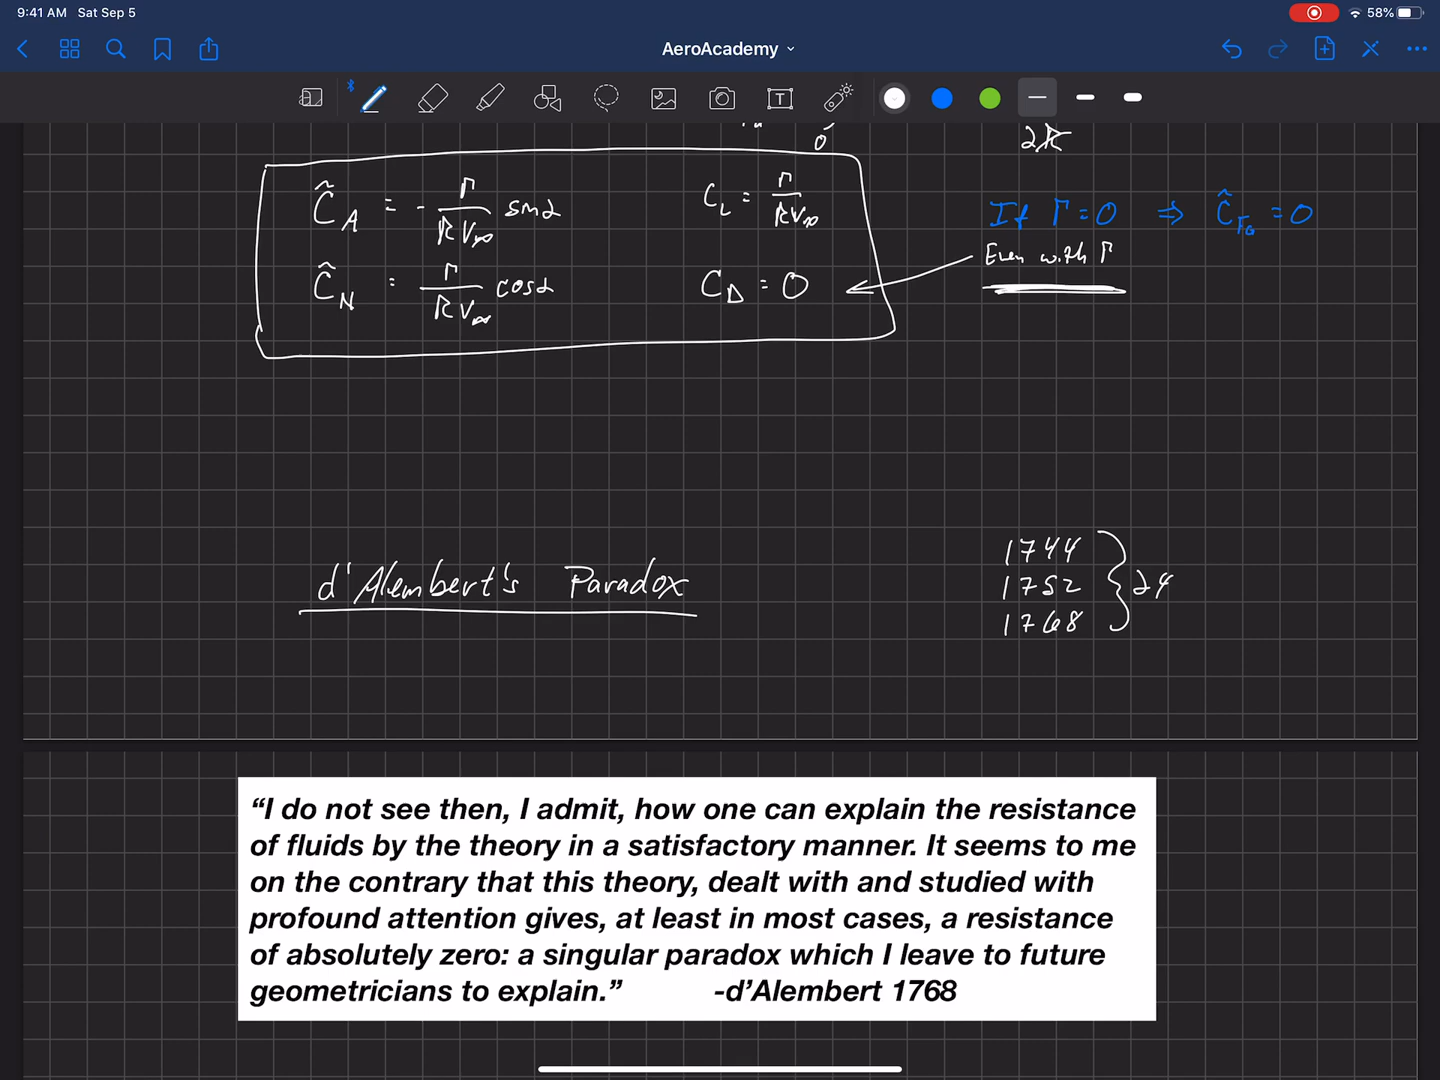 9:41 AM Sat Sep 5
58%
AeroAcademy
T
0
2π
Ĉ_A = - Γ/(R V∞) sin α
C_L = Γ/(R V∞)
If Γ = 0 ⇒ Ĉ_F₀ = 0
Even with Γ
Ĉ_N = Γ/(R V∞) cos α
C_D = 0
d'Alembert's Paradox
1744
1752
1768
} 24
“I do not see then, I admit, how one can explain the resistance
of fluids by the theory in a satisfactory manner. It seems to me
on the contrary that this theory, dealt with and studied with
profound attention gives, at least in most cases, a resistance
of absolutely zero: a singular paradox which I leave to future
geometricians to explain.” -d’Alembert 1768